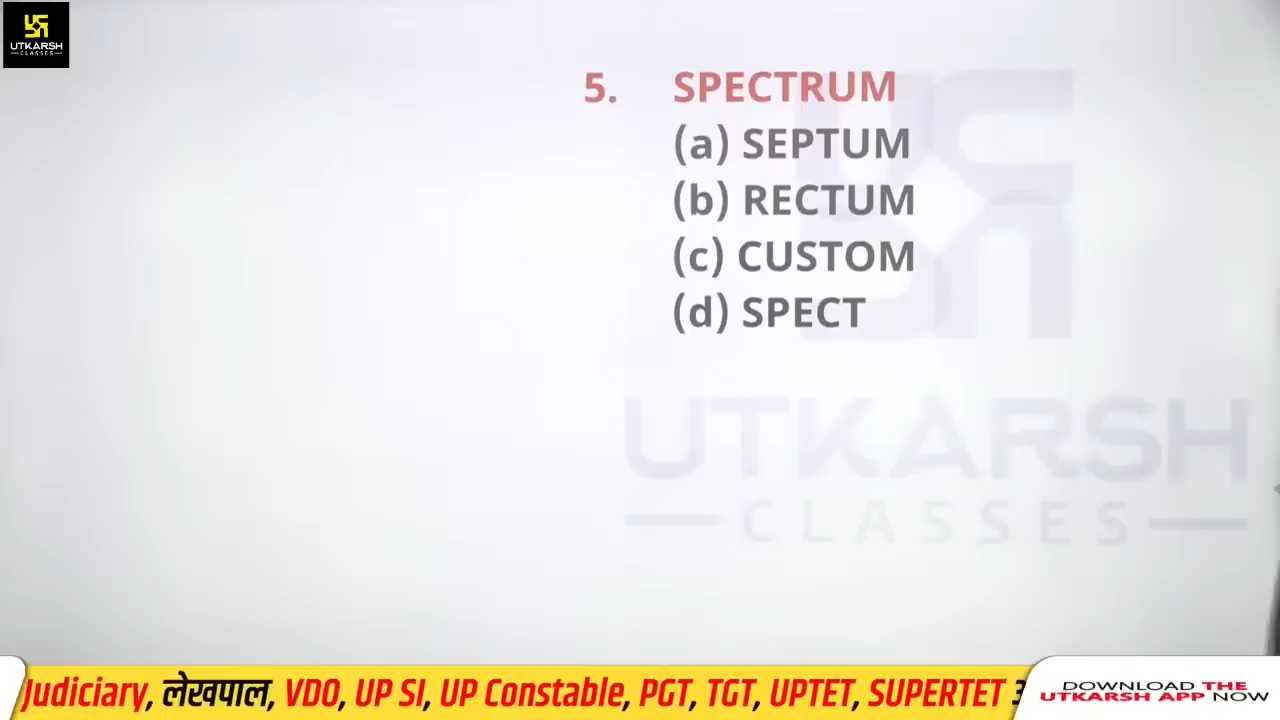 UTKARSH
CLASSES
5. SPECTRUM
(a) SEPTUM
(b) RECTUM
(c) CUSTOM
(d) SPECT
UTKARSH
CLASSES
Judiciary, लेखपाल, VDO, UP SI, UP Constable, PGT, TGT, UPTET, SUPERTET
DOWNLOAD THE
UTKARSH APP NOW